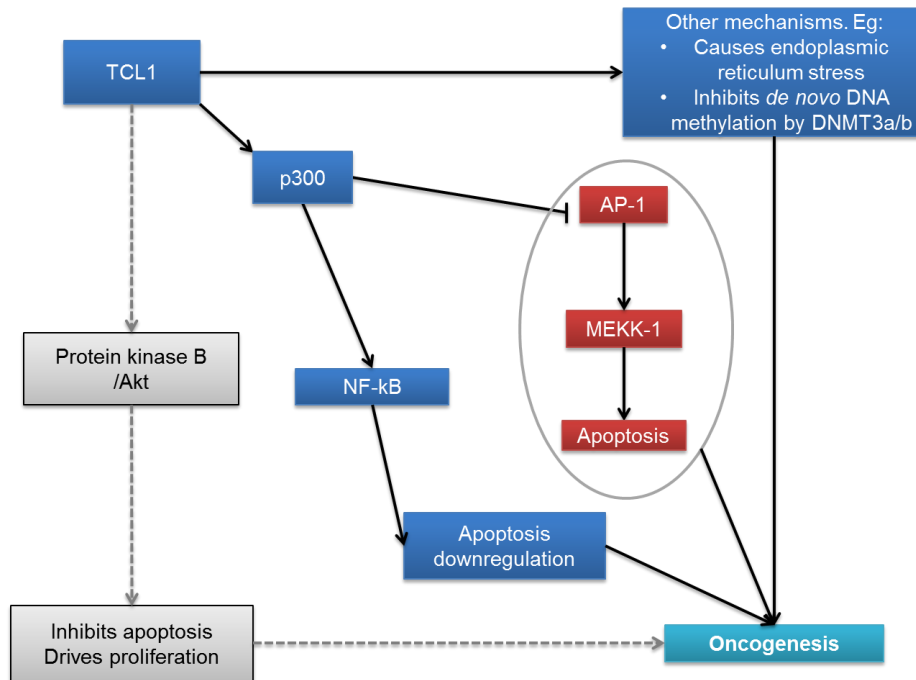 Other mechanisms. Eg:
• Causes endoplasmic
reticulum stress
• Inhibits de novo DNA
methylation by DNMT3a/b
TCL1
p300
AP-1
MEKK-1
Protein kinase B
/Akt
NF-kB
Apoptosis
Apoptosis
downregulation
Inhibits apoptosis
Drives proliferation
Oncogenesis